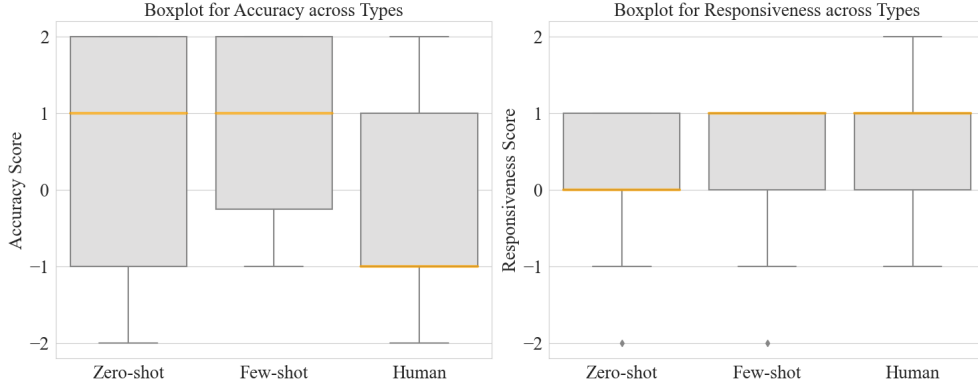 Boxplot for Accuracy across Types
Accuracy Score
2
1
0
−1
−2
Zero-shot
Few-shot
Human
Boxplot for Responsiveness across Types
Responsiveness Score
2
1
0
−1
−2
Zero-shot
Few-shot
Human